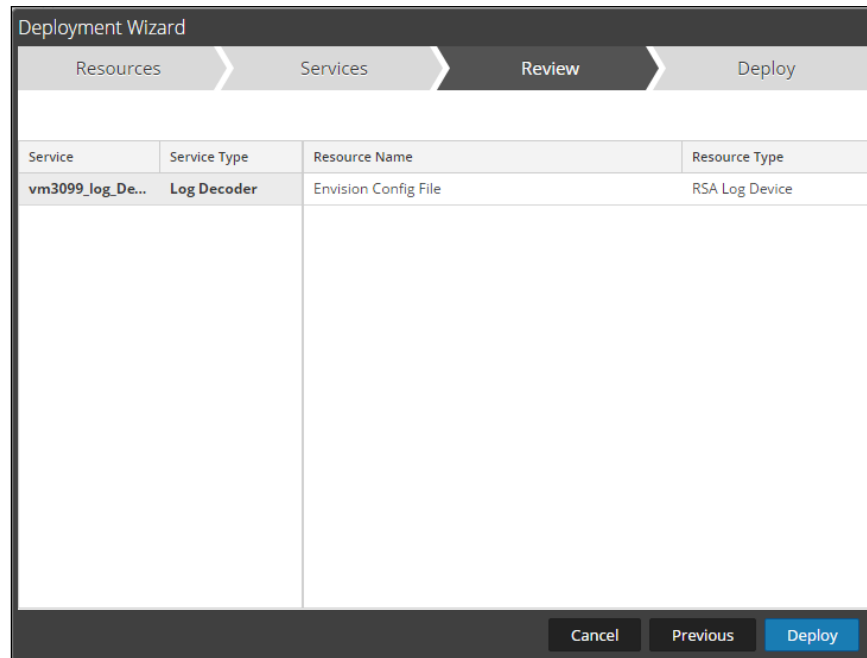 Deployment Wizard
Resources Services Review Deploy
Service Service Type Resource Name Resource Type
vm3099_log_De... Log Decoder Envision Config File RSA Log Device
Cancel Previous Deploy